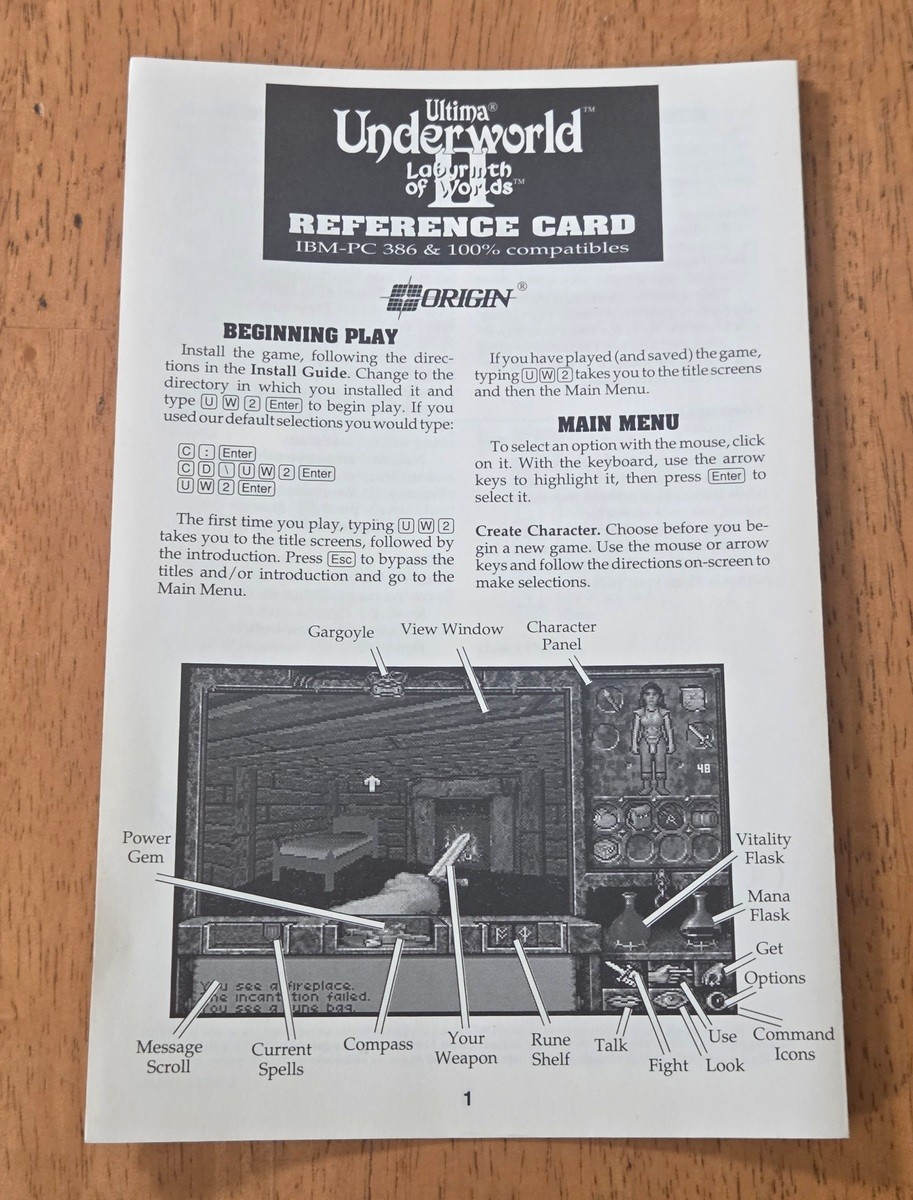 Ultima®
Underworld™
II
Labyrinth
of Worlds™
REFERENCE CARD
IBM-PC 386 & 100% compatibles
ORIGIN®
BEGINNING PLAY
Install the game, following the direc-
tions in the Install Guide. Change to the
directory in which you installed it and
type U W 2 Enter to begin play. If you
used our default selections you would type:
C : Enter
C D \ U W 2 Enter
U W 2 Enter
The first time you play, typing U W 2
takes you to the title screens, followed by
the introduction. Press Esc to bypass the
titles and/or introduction and go to the
Main Menu.
If you have played (and saved) the game,
typing U W 2 takes you to the title screens
and then the Main Menu.
MAIN MENU
To select an option with the mouse, click
on it. With the keyboard, use the arrow
keys to highlight it, then press Enter to
select it.
Create Character. Choose before you be-
gin a new game. Use the mouse or arrow
keys and follow the directions on-screen to
make selections.
Gargoyle
View Window
Character
Panel
48
Power
Gem
Vitality
Flask
Mana
Flask
Get
Options
You see a fireplace.
The incantation failed.
You see a rune bag.
Message
Scroll
Current
Spells
Compass
Your
Weapon
Rune
Shelf
Talk
Fight
Use
Look
Command
Icons
1